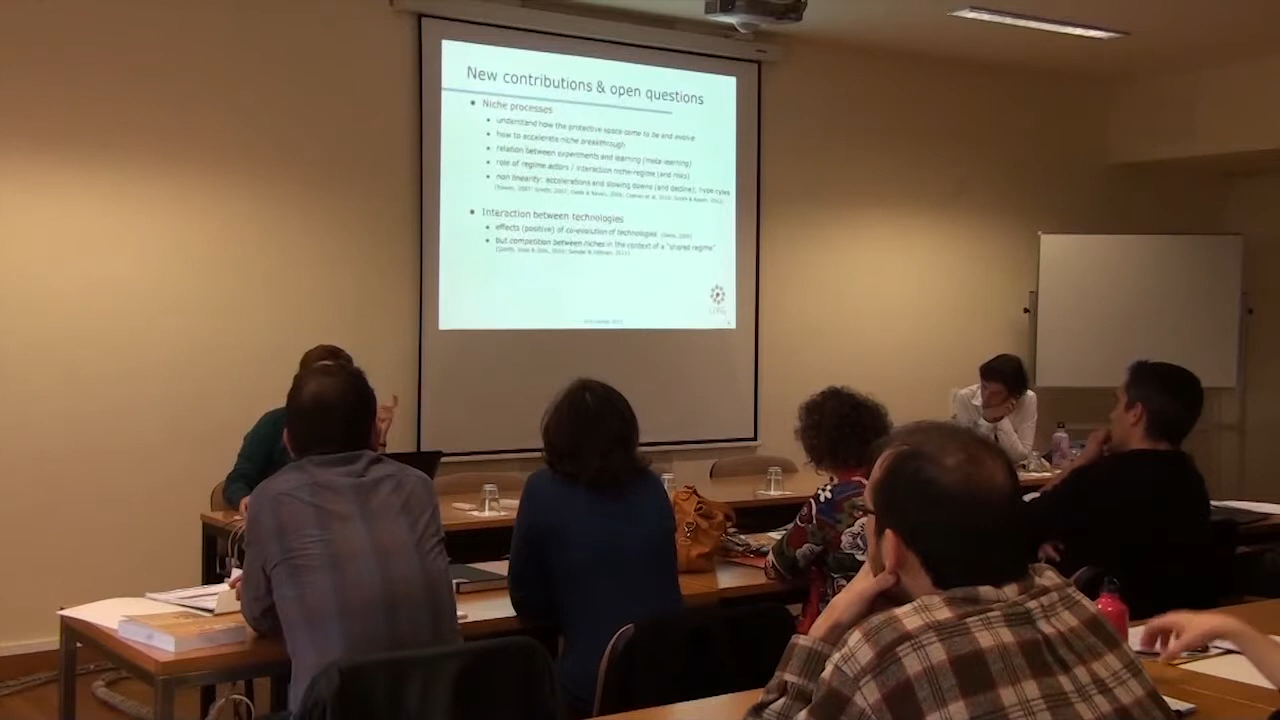 New contributions & open questions
Niche processes
understand how the protective space come to be and evolve
how to accelerate niche breakthrough
relation between experiments and learning (meta-learning)
role of regime actors / interaction niche-regime (and risks)
non linearity: accelerations and slowing downs (and decline); hype cyles
Interaction between technologies
effects (positive) of co-evolution of technologies
but competition between niches in the context of a "shared regime"